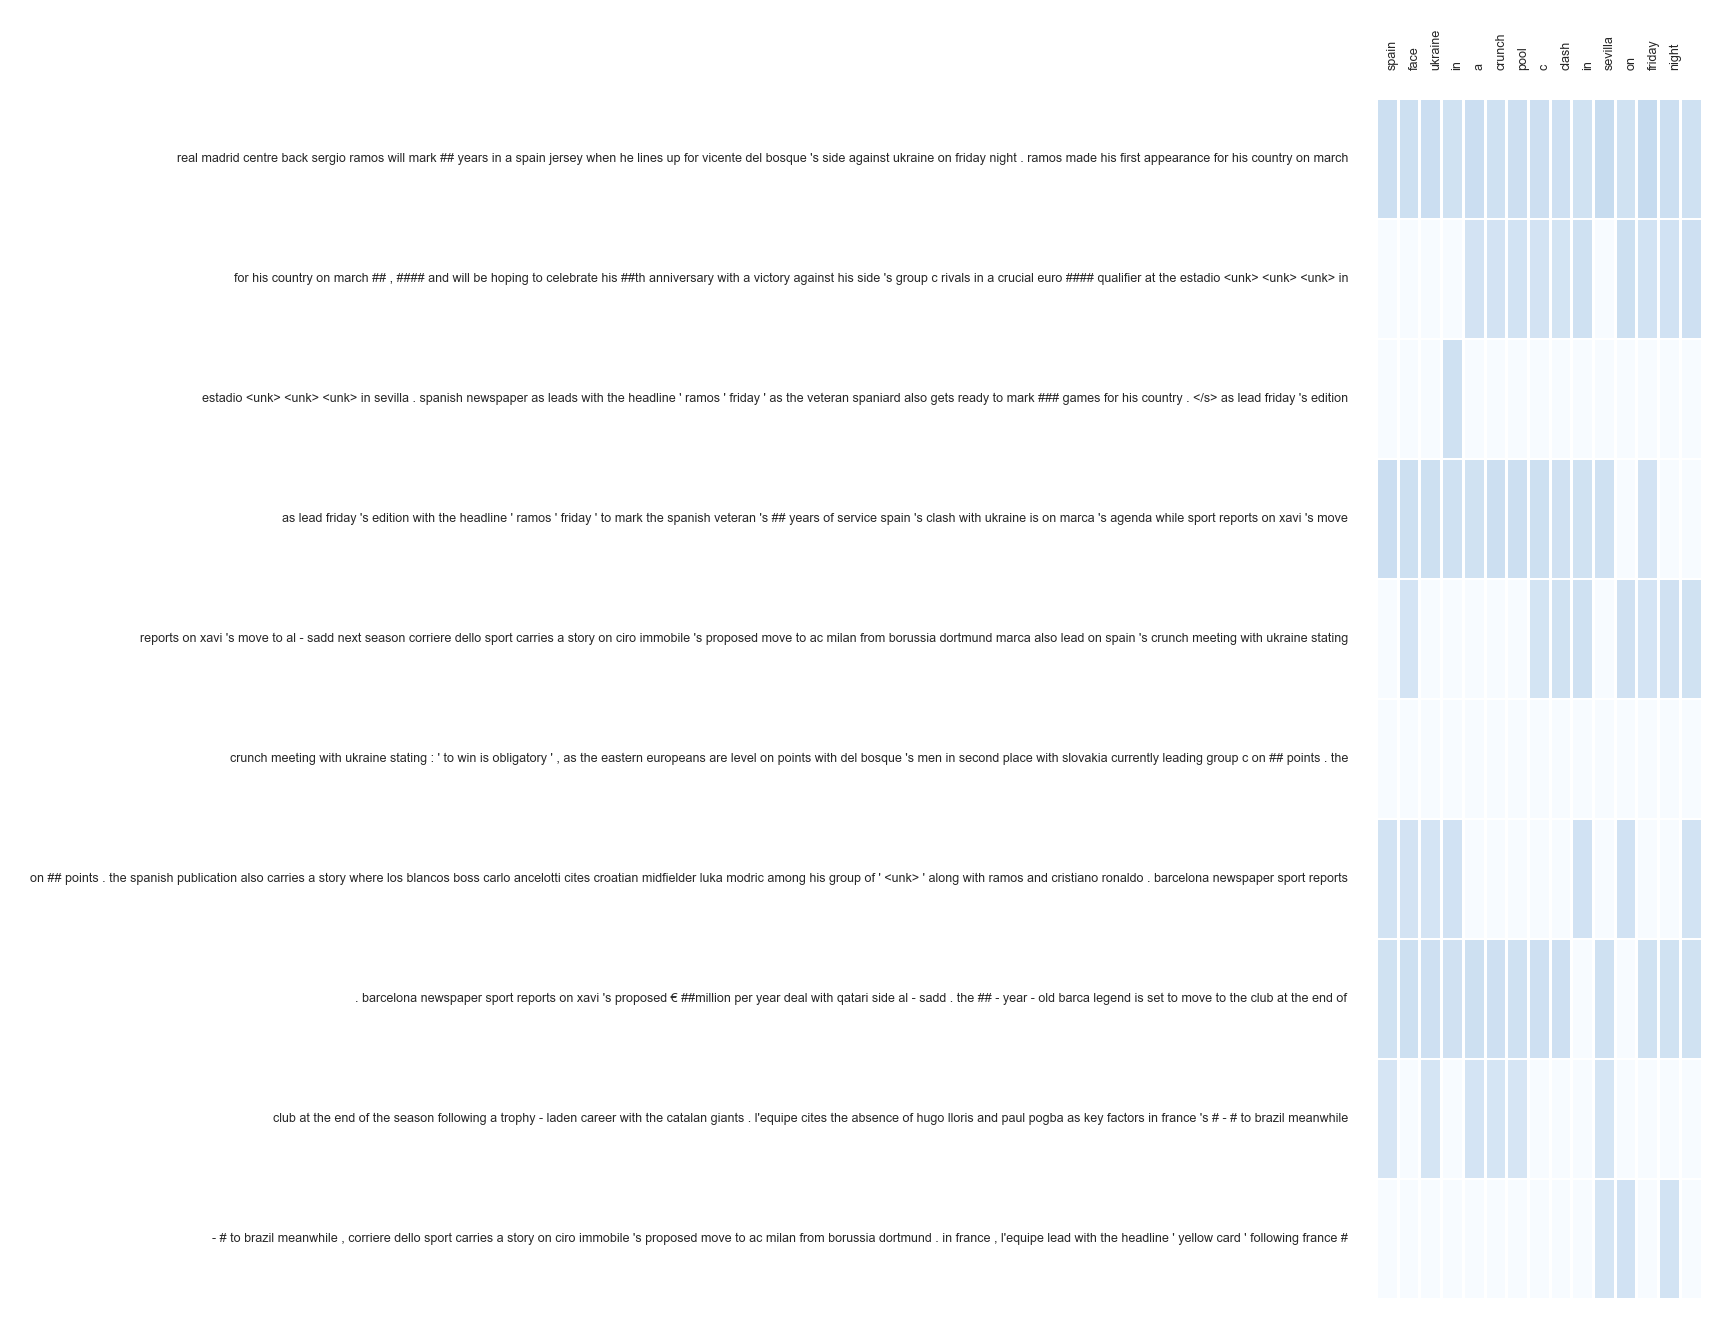 spain
face
ukraine
in
a
crunch
pool
c
clash
in
sevilla
on
friday
night
real madrid centre back sergio ramos will mark ## years in a spain jersey when he lines up for vicente del bosque 's side against ukraine on friday night . ramos made his first appearance for his country on march
for his country on march ## , #### and will be hoping to celebrate his ##th anniversary with a victory against his side 's group c rivals in a crucial euro #### qualifier at the estadio <unk> <unk> <unk> in
estadio <unk> <unk> <unk> in sevilla . spanish newspaper as leads with the headline ' ramos ' friday ' as the veteran spaniard also gets ready to mark ### games for his country . </s> as lead friday 's edition
as lead friday 's edition with the headline ' ramos ' friday ' to mark the spanish veteran 's ## years of service spain 's clash with ukraine is on marca 's agenda while sport reports on xavi 's move
reports on xavi 's move to al - sadd next season corriere dello sport carries a story on ciro immobile 's proposed move to ac milan from borussia dortmund marca also lead on spain 's crunch meeting with ukraine stating
crunch meeting with ukraine stating : ' to win is obligatory ' , as the eastern europeans are level on points with del bosque 's men in second place with slovakia currently leading group c on ## points . the
on ## points . the spanish publication also carries a story where los blancos boss carlo ancelotti cites croatian midfielder luka modric among his group of ' <unk> ' along with ramos and cristiano ronaldo . barcelona newspaper sport reports
. barcelona newspaper sport reports on xavi 's proposed € ##million per year deal with qatari side al - sadd . the ## - year - old barca legend is set to move to the club at the end of
club at the end of the season following a trophy - laden career with the catalan giants . l'equipe cites the absence of hugo lloris and paul pogba as key factors in france 's # - # to brazil meanwhile
- # to brazil meanwhile , corriere dello sport carries a story on ciro immobile 's proposed move to ac milan from borussia dortmund . in france , l'equipe lead with the headline ' yellow card ' following france #